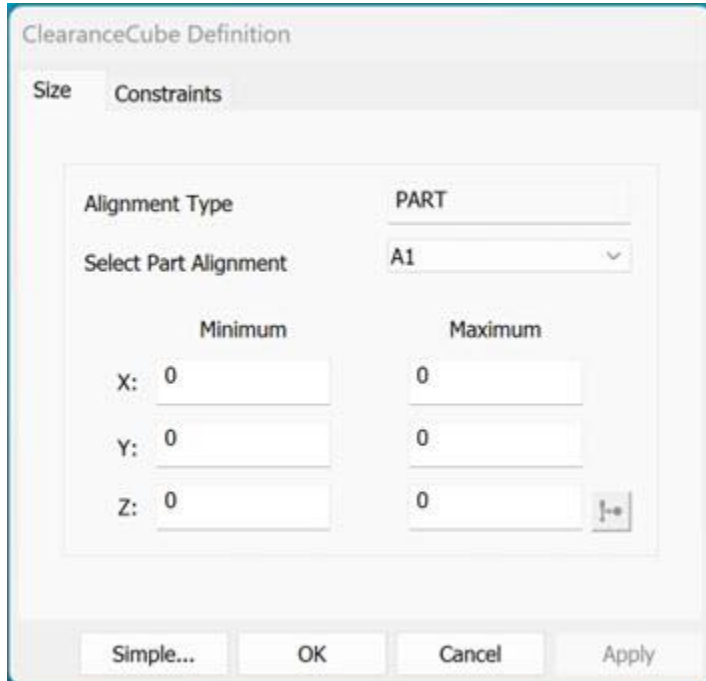 ClearanceCube Definition
Size Constraints
Alignment Type PART
Select Part Alignment A1
Minimum Maximum
X: 0 0
Y: 0 0
Z: 0 0
Simple... OK Cancel Apply